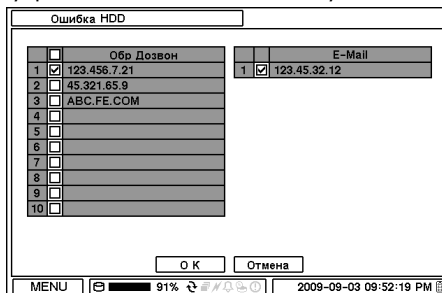 Ошибка HDD
Обр Дозвон
1 123.456.7.21
2 45.321.65.9
3 ABC.FE.COM
4
5
6
7
8
9
10
E-Mail
1 123.45.32.12
O K Отмена
MENU 91% 2009-09-03 09:52:19 PM